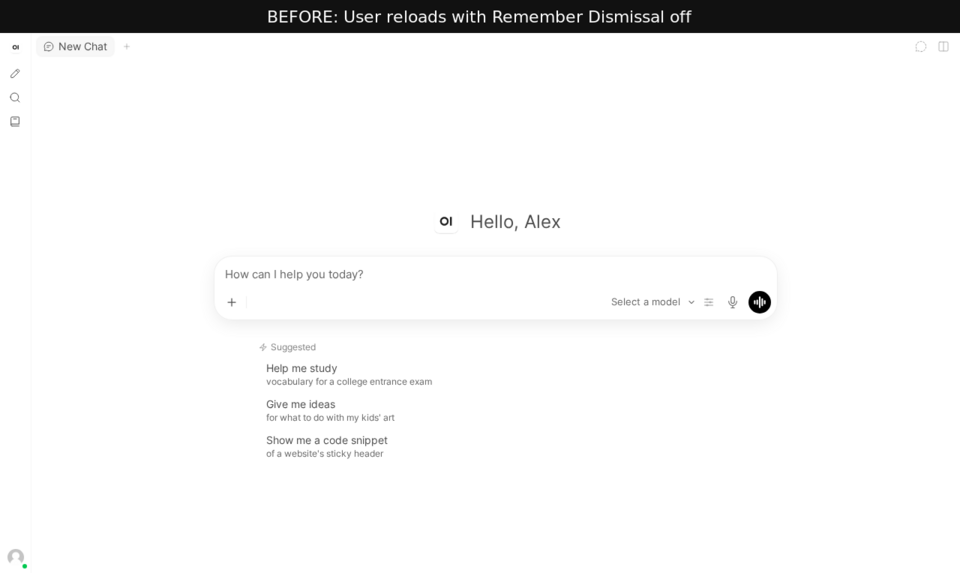 BEFORE: User reloads with Remember Dismissal off
OI
New Chat
OI Hello, Alex
How can I help you today?
Select a model
Suggested
Help me study
vocabulary for a college entrance exam
Give me ideas
for what to do with my kids' art
Show me a code snippet
of a website's sticky header